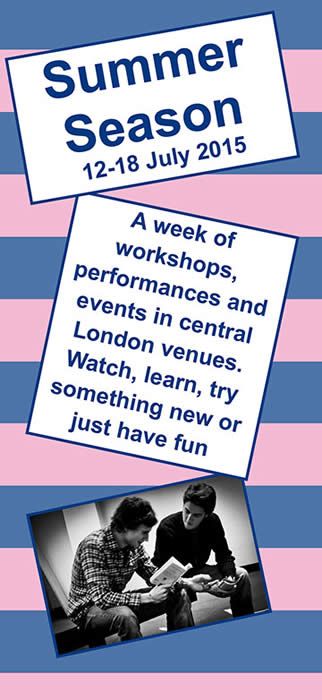 Summer
Season
12-18 July 2015
A week of
workshops,
performances and
events in central
London venues.
Watch, learn, try
something new or
just have fun